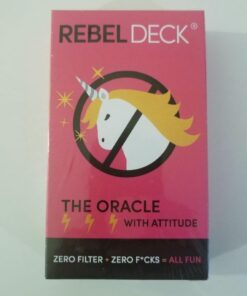 REBEL DECK®
THE ORACLE
WITH ATTITUDE
ZERO FILTER + ZERO F*CKS = ALL FUN